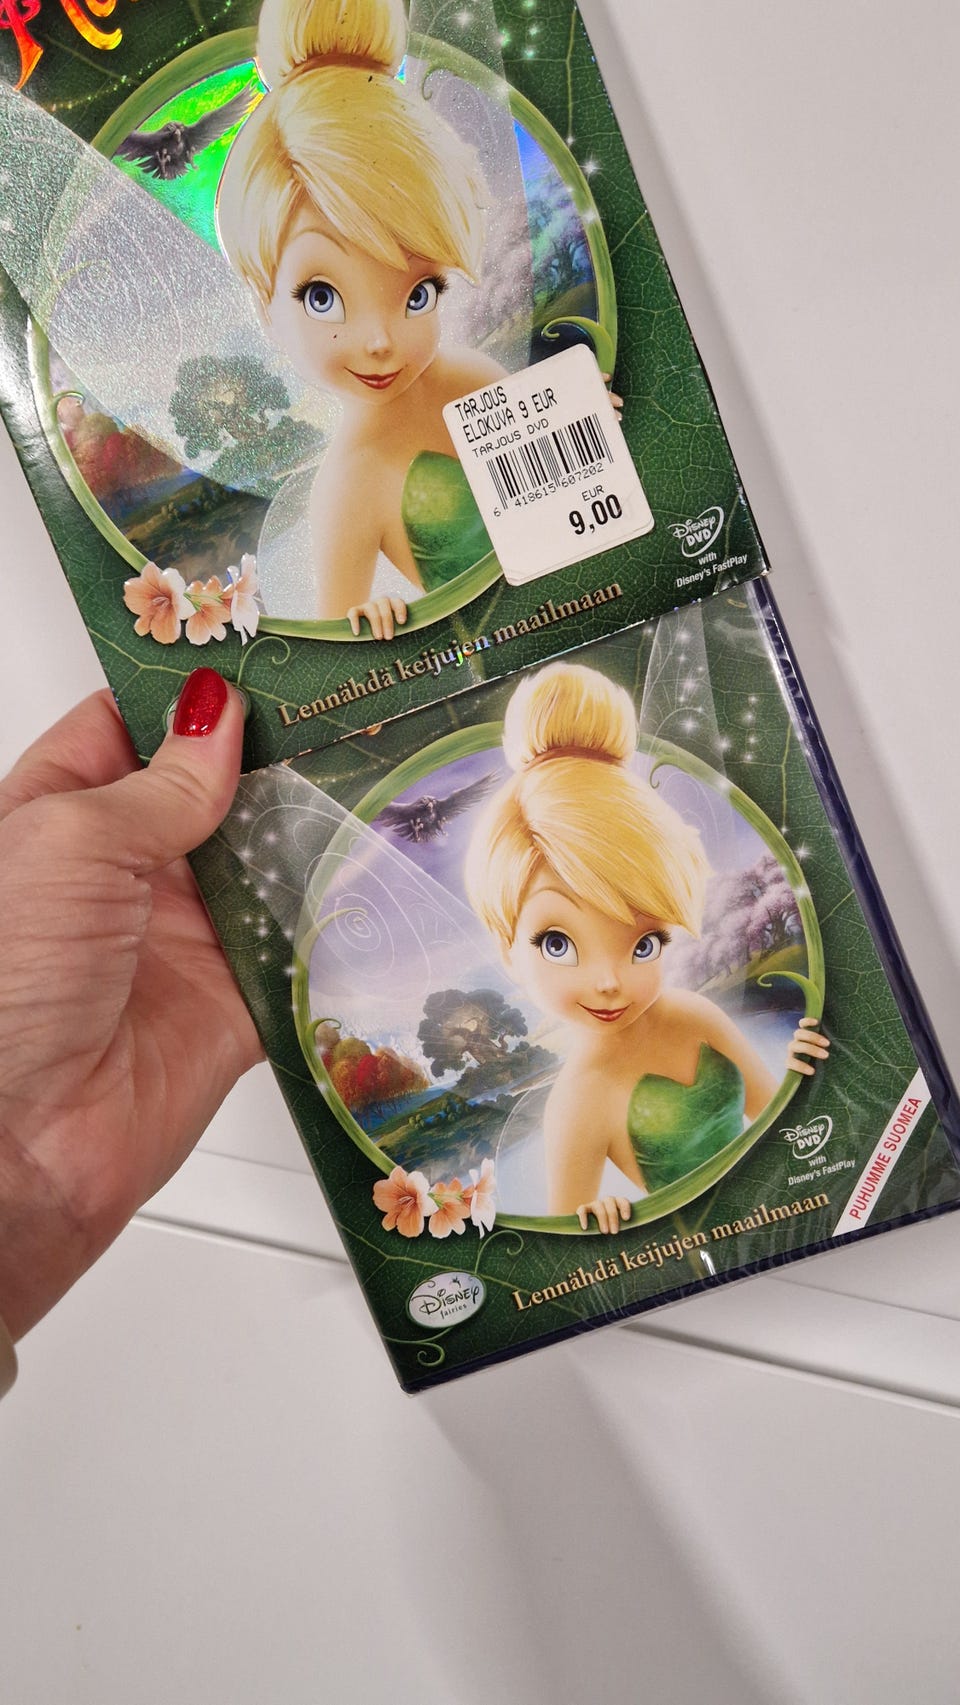 TARJOUS
ELOKUVA 9 EUR
TARJOUS DVD
6 418615 607202
EUR
9,00
Disney
DVD
with
Disney's FastPlay
Lennähdä keijujen maailmaan
Disney
DVD
with
Disney's FastPlay
PUHUMME SUOMEA
Lennähdä keijujen maailmaan
Disney
fairies